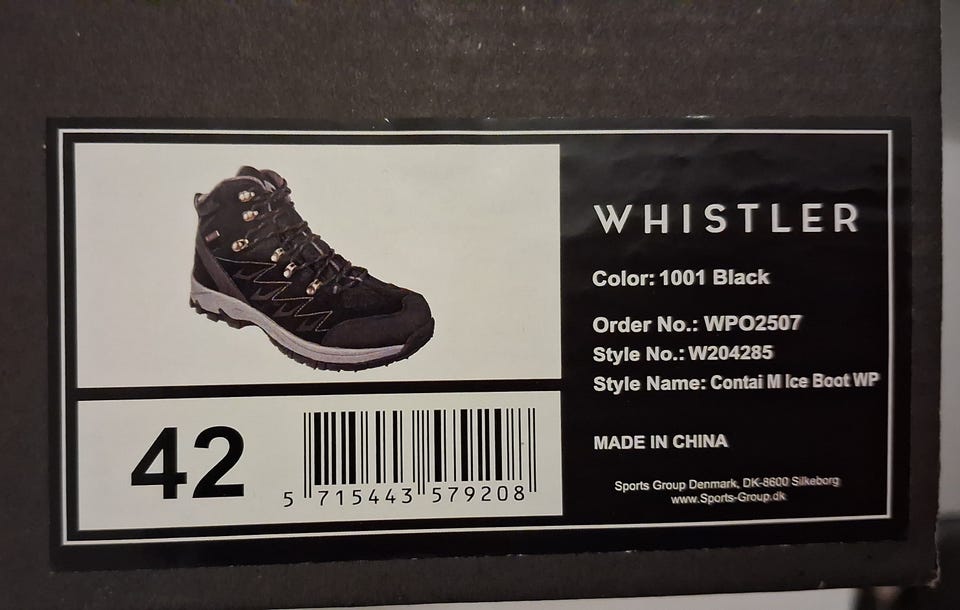 WHISTLER
Color: 1001 Black
Order No.: WPO2507
Style No.: W204285
Style Name: Contai M Ice Boot WP
MADE IN CHINA
Sports Group Denmark, DK-8600 Silkeborg
www.Sports-Group.dk
42
5 715443 579208